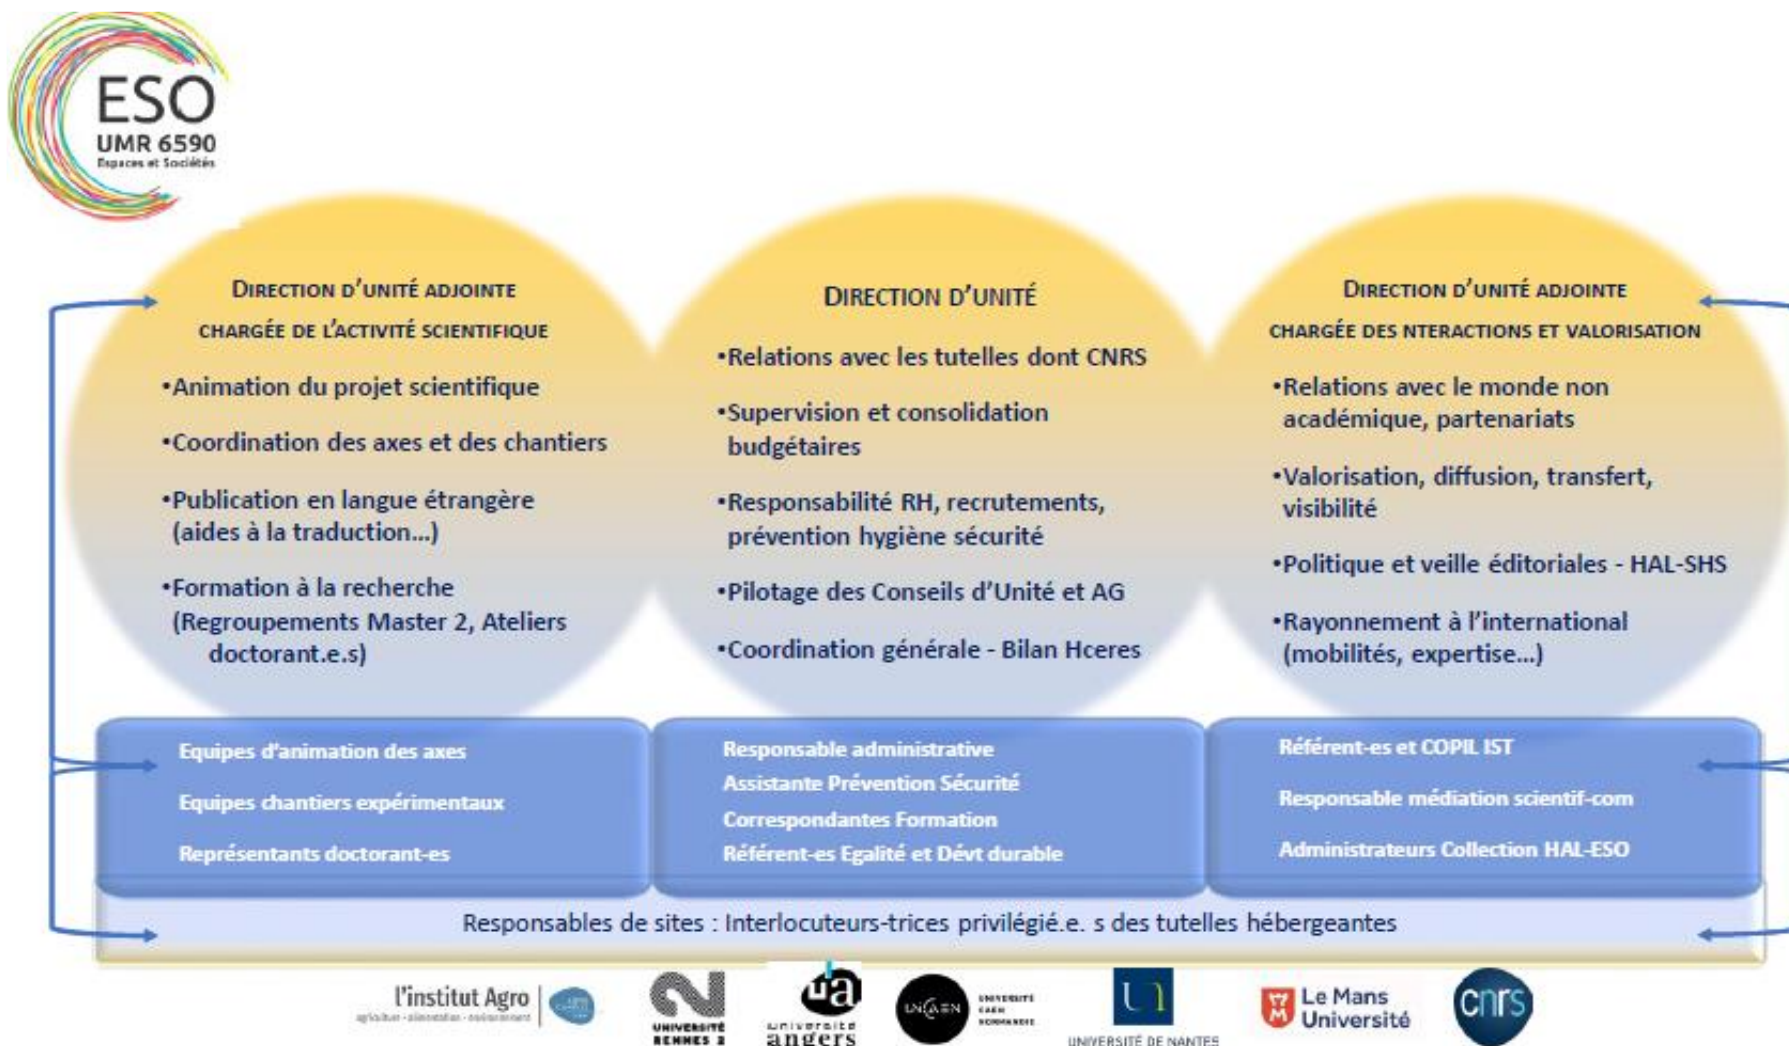 ESO
UMR 6590
Espaces et Sociétés
DIRECTION D'UNITÉ ADJOINTE
CHARGÉE DE L'ACTIVITÉ SCIENTIFIQUE
•Animation du projet scientifique
•Coordination des axes et des chantiers
•Publication en langue étrangère
(aides à la traduction...)
•Formation à la recherche
(Regroupements Master 2, Ateliers
doctorant.e.s)
DIRECTION D'UNITÉ
•Relations avec les tutelles dont CNRS
•Supervision et consolidation
budgétaires
•Responsabilité RH, recrutements,
prévention hygiène sécurité
•Pilotage des Conseils d'Unité et AG
•Coordination générale - Bilan Hceres
DIRECTION D'UNITÉ ADJOINTE
CHARGÉE DES NTERACTIONS ET VALORISATION
•Relations avec le monde non
académique, partenariats
•Valorisation, diffusion, transfert,
visibilité
•Politique et veille éditoriales - HAL-SHS
•Rayonnement à l'international
(mobilités, expertise...)
Equipes d'animation des axes
Equipes chantiers expérimentaux
Représentants doctorant-es
Responsable administrative
Assistante Prévention Sécurité
Correspondantes Formation
Référent-es Egalité et Dévt durable
Référent-es et COPIL IST
Responsable médiation scientif-com
Administrateurs Collection HAL-ESO
Responsables de sites : Interlocuteurs-trices privilégié.e. s des tutelles hébergeantes
l'institut Agro
agriculture • alimentation • environnement
UNIVERSITÉ
RENNES 2
ua
université
angers
UNICAEN
UNIVERSITÉ
CAEN
NORMANDIE
UNIVERSITÉ DE NANTES
Le Mans
Université
cnrs